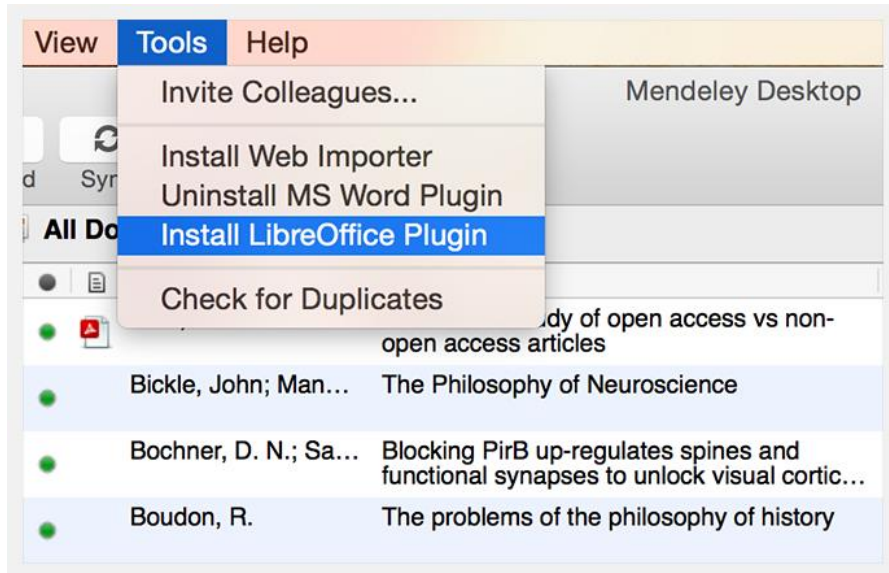 View Tools Help
Mendeley Desktop
Invite Colleagues...
Install Web Importer
Uninstall MS Word Plugin
Install LibreOffice Plugin
Check for Duplicates
d Syn
All Do
dy of open access vs non-
open access articles
Bickle, John; Man... The Philosophy of Neuroscience
Bochner, D. N.; Sa... Blocking PirB up-regulates spines and
functional synapses to unlock visual cortic...
Boudon, R. The problems of the philosophy of history